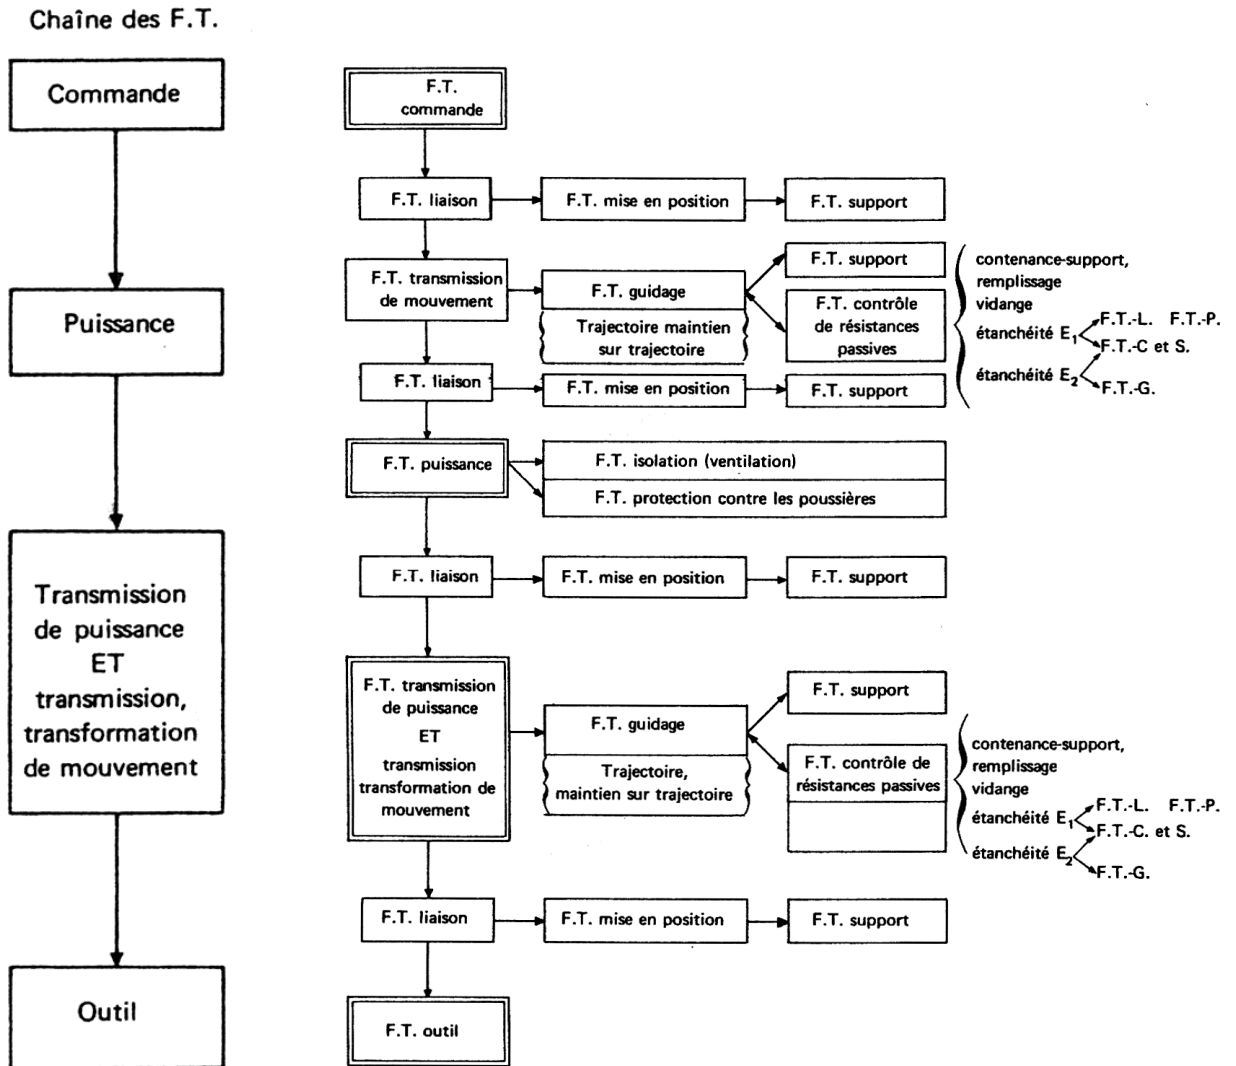 Chaîne des F.T.
Commande
Puissance
Transmission
de puissance
ET
transmission,
transformation
de mouvement
Outil
F.T.
commande
F.T. liaison
F.T. mise en position
F.T. support
F.T. transmission
de mouvement
F.T. guidage
Trajectoire maintien
sur trajectoire
F.T. support
F.T. contrôle
de résistances
passives
contenance-support,
remplissage
vidange
étanchéité E1
F.T.-L. F.T.-P.
F.T.-C et S.
étanchéité E2
F.T.-G.
F.T. liaison
F.T. mise en position
F.T. support
F.T. puissance
F.T. isolation (ventilation)
F.T. protection contre les poussières
F.T. liaison
F.T. mise en position
F.T. support
F.T. transmission
de puissance
ET
transmission
transformation de
mouvement
F.T. guidage
Trajectoire,
maintien sur trajectoire
F.T. support
F.T. contrôle de
résistances passives
contenance-support,
remplissage
vidange
étanchéité E1
F.T.-L. F.T.-P.
F.T.-C. et S.
étanchéité E2
F.T.-G.
F.T. liaison
F.T. mise en position
F.T. support
F.T. outil